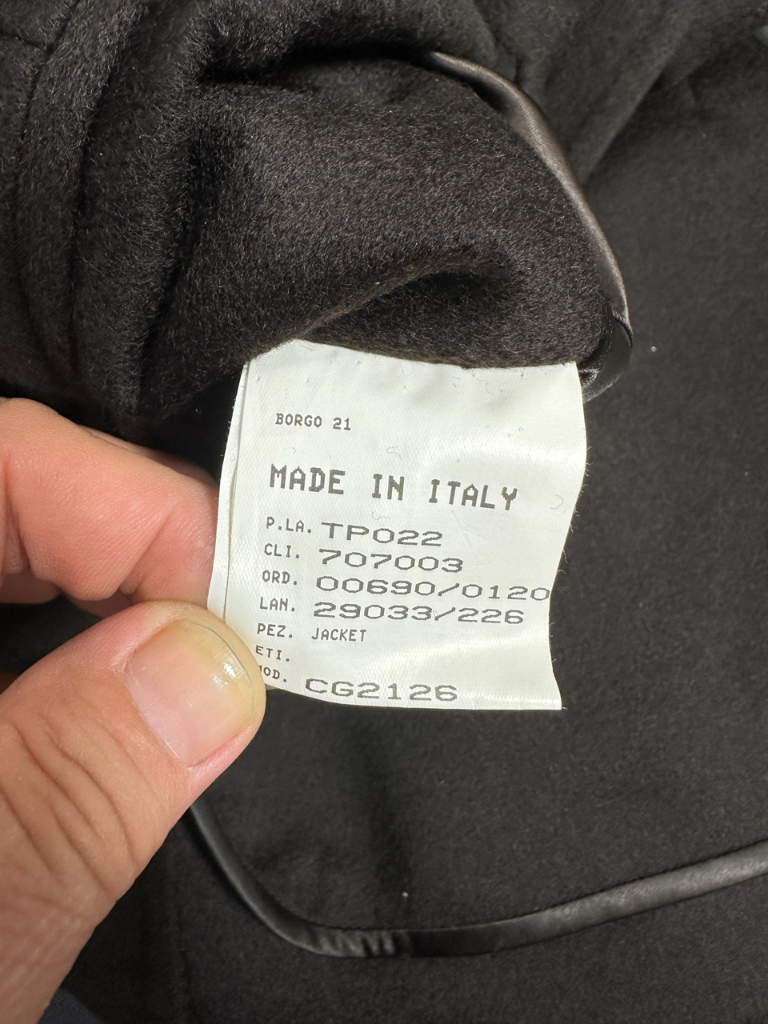 BORGO 21
MADE IN ITALY
P.LA. TP022
CLI. 707003
ORD. 00690/0120
LAN. 29033/226
PEZ. JACKET
ETI.
OD. CG2126